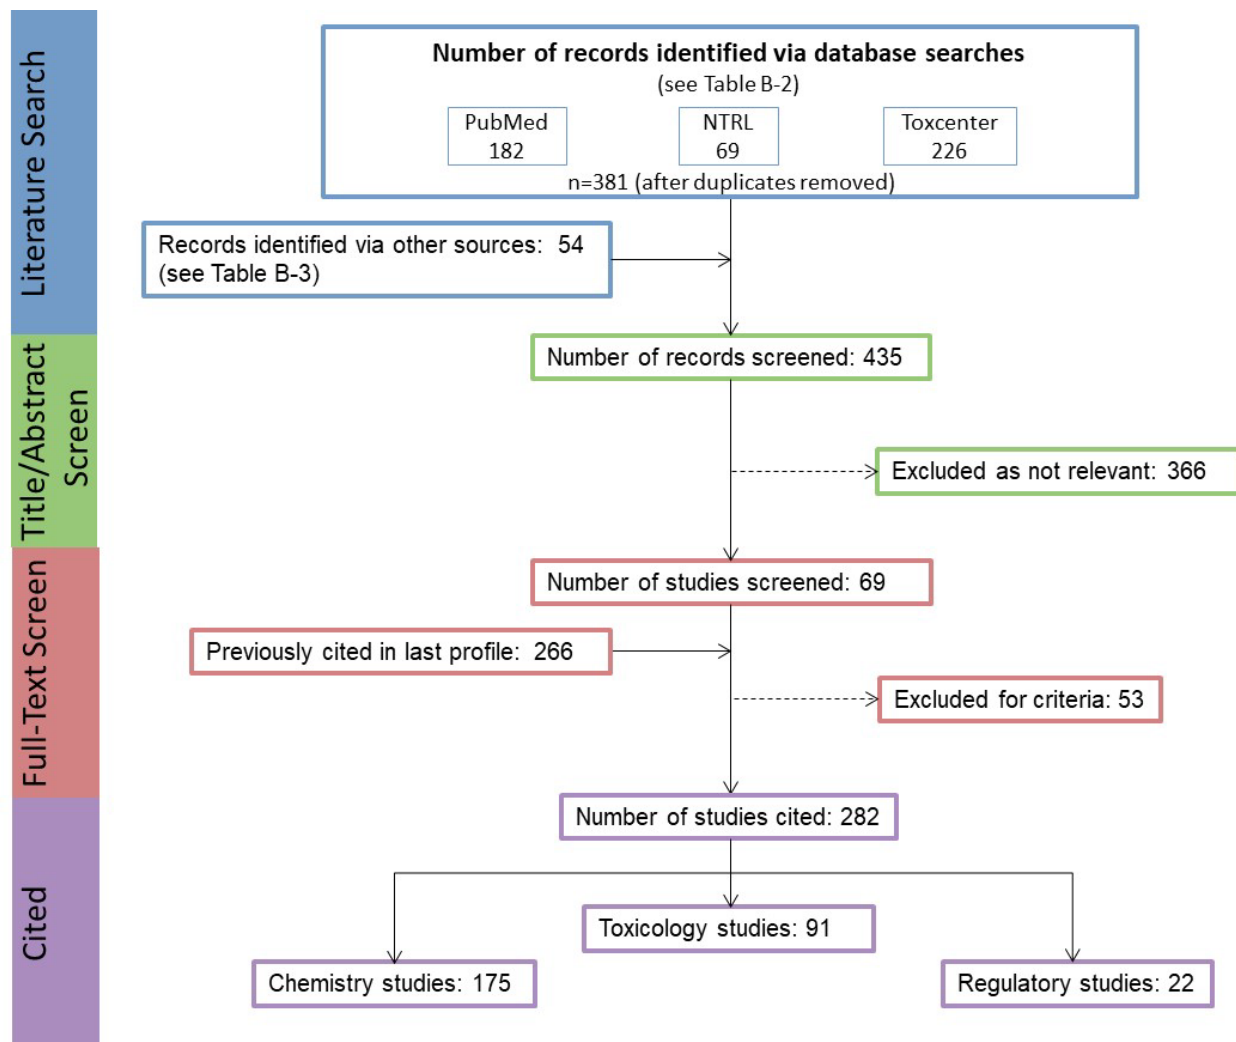 Literature Search
Number of records identified via database searches
(see Table B-2)
PubMed
182
NTRL
69
Toxcenter
226
n=381 (after duplicates removed)
Records identified via other sources: 54
(see Table B-3)
Title/Abstract
Screen
Number of records screened: 435
Excluded as not relevant: 366
Full-Text Screen
Number of studies screened: 69
Previously cited in last profile: 266
Excluded for criteria: 53
Cited
Number of studies cited: 282
Toxicology studies: 91
Chemistry studies: 175
Regulatory studies: 22